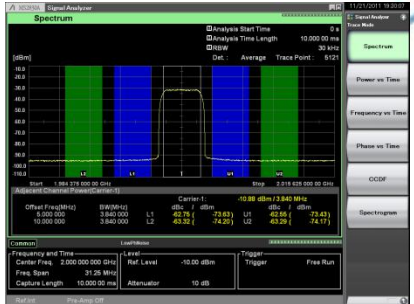 MS2830A Signal Analyzer
11/21/2011 19:20:07
Spectrum
Signal Analyzer
Trace Mode
Analysis Start Time 0 s
Analysis Time Length 10.000 00 ms
RBW 30 kHz
[dBm] Det. : Average Trace Point : 5121
Spectrum
Power vs Time
Frequency vs Time
Phase vs Time
CCDF
Spectrogram
10.0
0.0
-10.0
-20.0
-30.0
-40.0
-50.0
-60.0
-70.0
-80.0
-90.0
L2 L1 U1 U2
Start 1.984 375 000 00 GHz Stop 2.015 625 000 00 GHz
Adjacent Channel Power(Carrier-1)
Carrier-1: -10.88 dBm /3.840 MHz
Offset Freq(MHz) BW(MHz) dBc / dBm dBc / dBm
5.000 000 3.840 000 L1 -62.75 ( -73.63) U1 -62.55 ( -73.43)
10.000 000 3.840 000 L2 -63.32 ( -74.20) U2 -63.29 ( -74.17)
Common
LowPhNoise
Frequency and Time Level Trigger
Center Freq. 2.000 000 000 GHz Ref. Level -10.00 dBm Trigger Free Run
Freq. Span 31.25 MHz
Capture Length 10.000 00 ms Attenuator 10 dB
Ref.Int Pre-Amp Off